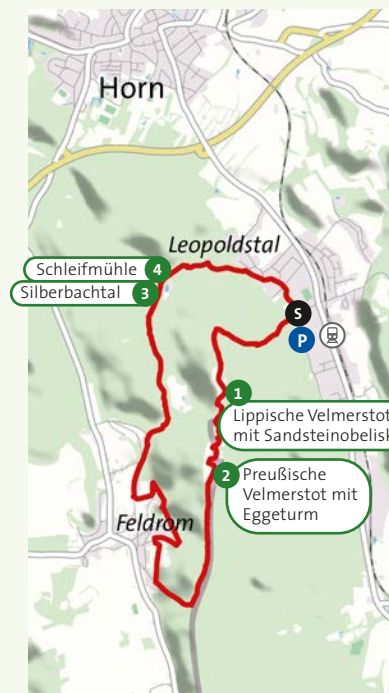 Horn
Leopoldstal
Schleifmühle 4
Silberbachtal 3
S
P
1
Lippische Velmerstot
mit Sandsteinobelisk
2 Preußische
Velmerstot mit
Eggeturm
Feldrom